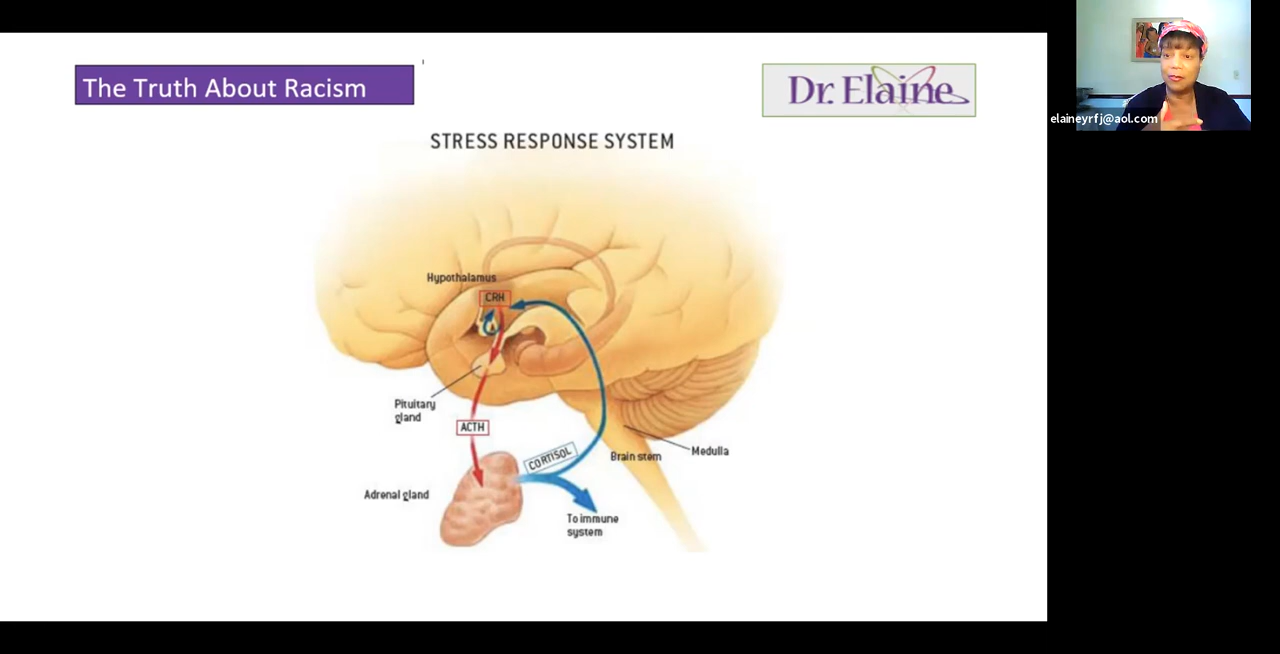 The Truth About Racism
Dr. Elaine
elaineyrfj@aol.com
STRESS RESPONSE SYSTEM
Hypothalamus
CRH
Pituitary
gland
ACTH
CORTISOL
Brain stem
Medulla
Adrenal gland
To immune
system